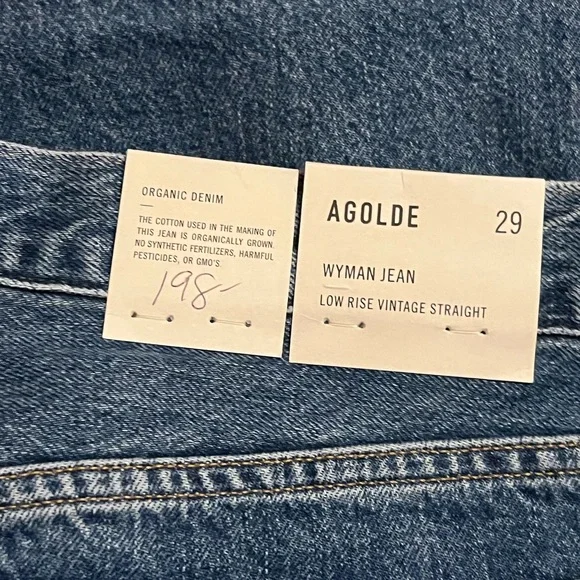 ORGANIC DENIM
THE COTTON USED IN THE MAKING OF
THIS JEAN IS ORGANICALLY GROWN.
NO SYNTHETIC FERTILIZERS, HARMFUL
PESTICIDES, OR GMO'S.
198-
AGOLDE 29
WYMAN JEAN
LOW RISE VINTAGE STRAIGHT